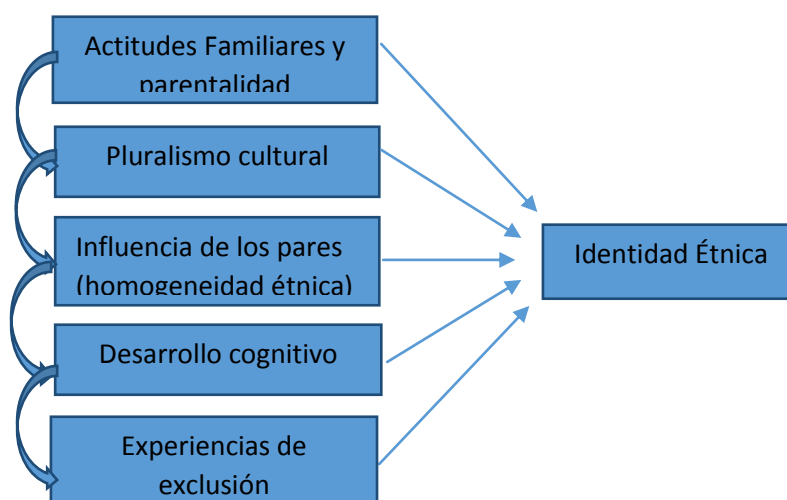 Actitudes Familiares y
parentalidad
Pluralismo cultural
Influencia de los pares
(homogeneidad étnica)
Desarrollo cognitivo
Experiencias de
exclusión
Identidad Étnica